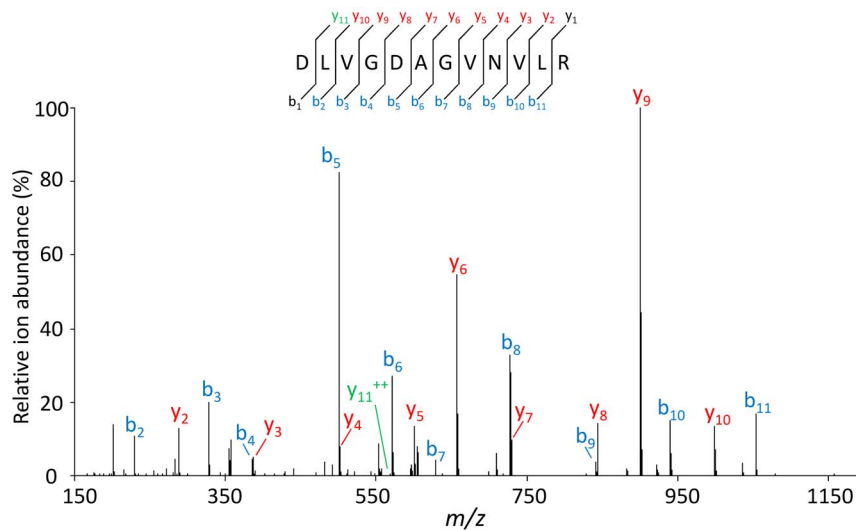 y11 y10 y9 y8 y7 y6 y5 y4 y3 y2 y1
D L V G D A G V N V L R
b1 b2 b3 b4 b5 b6 b7 b8 b9 b10 b11
Relative ion abundance (%)
100
80
60
40
20
0
y9
b5
y6
b8
b6
y11++
b3
y2
b2
b4
y3
y4
y5
b7
y7
y8
b9
b10
y10
b11
150 350 550 750 950 1150
m/z